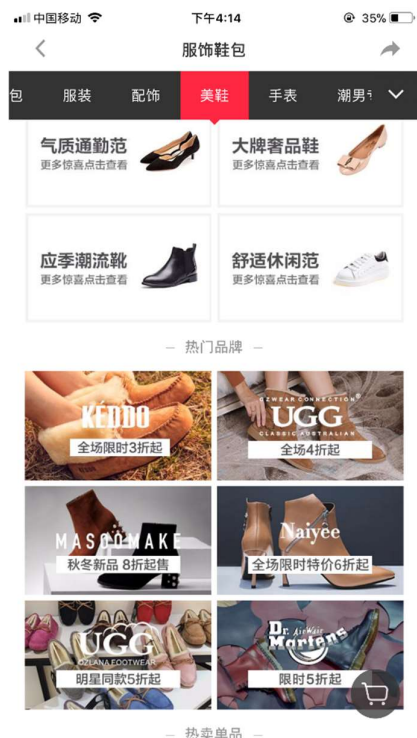 中国移动
下午4:14
35%
服饰鞋包
包
服装
配饰
美鞋
手表
潮男
气质通勤范
更多惊喜点击查看
大牌奢品鞋
更多惊喜点击查看
应季潮流靴
更多惊喜点击查看
舒适休闲范
更多惊喜点击查看
热门品牌
KEDDO
全场限时3折起
OZWEAR CONNECTION
UGG
CLASSIC AUSTRALIAN
全场4折起
MASOOMAKE
秋冬新品 8折起售
Naiyee
全场限时特价6折起
UGG
OZLANA FOOTWEAR
明星同款5折起
Dr. AirWair
Martens
限时5折起
热卖单品